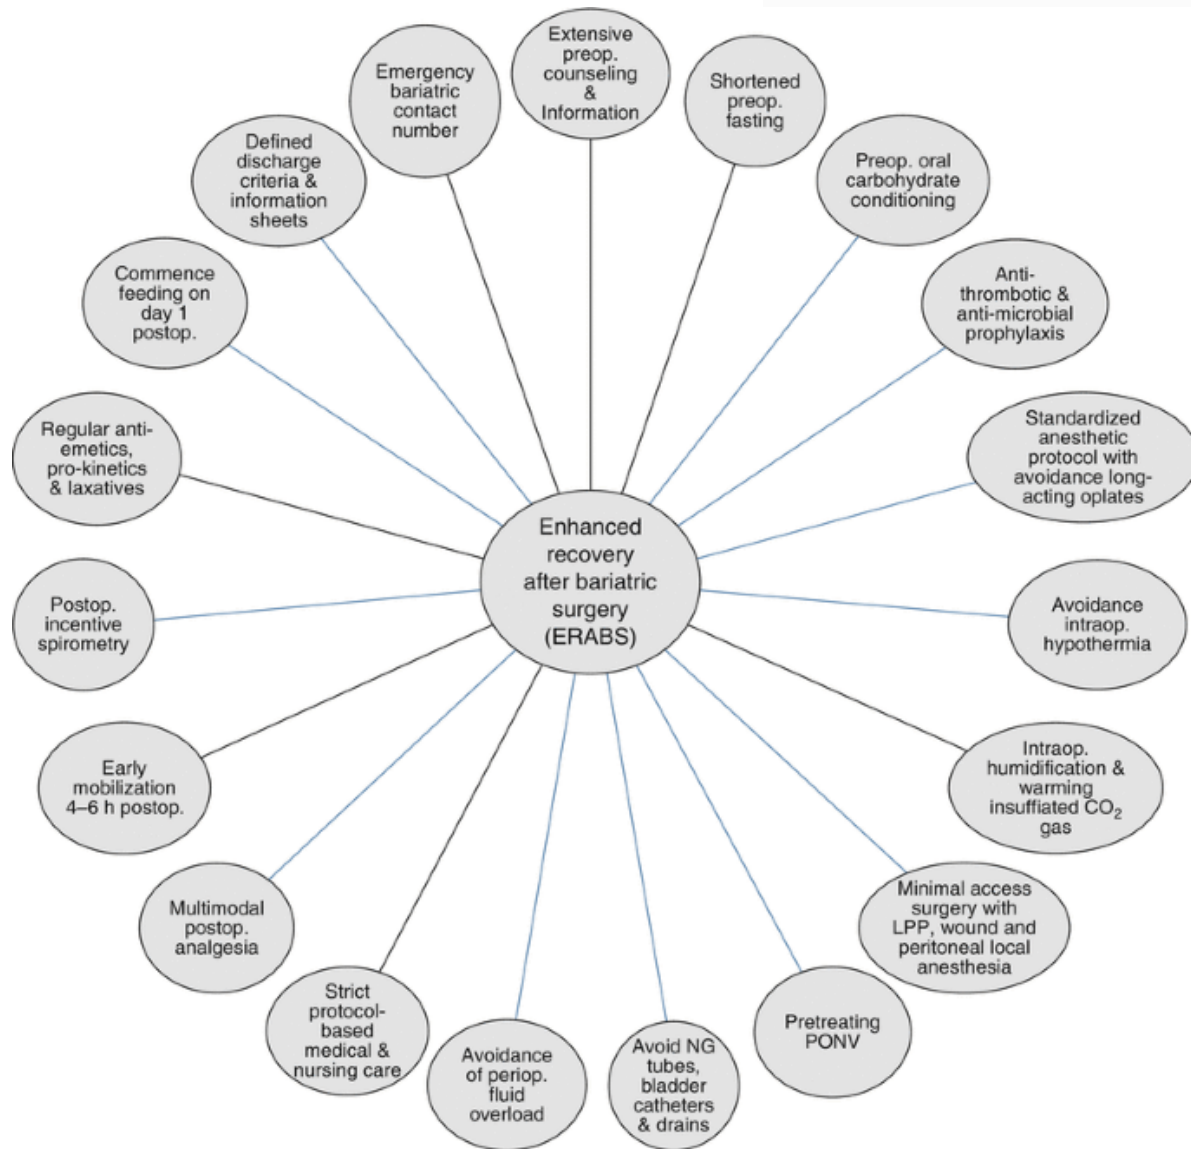 Extensive
preop.
counseling
&
Information
Shortened
preop.
fasting
Preop. oral
carbohydrate
conditioning
Anti-
thrombotic &
anti-microbial
prophylaxis
Standardized
anesthetic
protocol with
avoidance long-
acting oplates
Avoidance
intraop.
hypothermia
Intraop.
humidification &
warming
insuffiated CO₂
gas
Minimal access
surgery with
LPP, wound and
peritoneal local
anesthesia
Pretreating
PONV
Avoid NG
tubes,
bladder
catheters
& drains
Avoidance
of periop.
fluid
overload
Strict
protocol-
based
medical &
nursing care
Multimodal
postop.
analgesia
Early
mobilization
4–6 h postop.
Postop.
incentive
spirometry
Regular anti-
emetics,
pro-kinetics
& laxatives
Commence
feeding on
day 1
postop.
Defined
discharge
criteria &
information
sheets
Emergency
bariatric
contact
number
Enhanced
recovery
after bariatric
surgery
(ERABS)